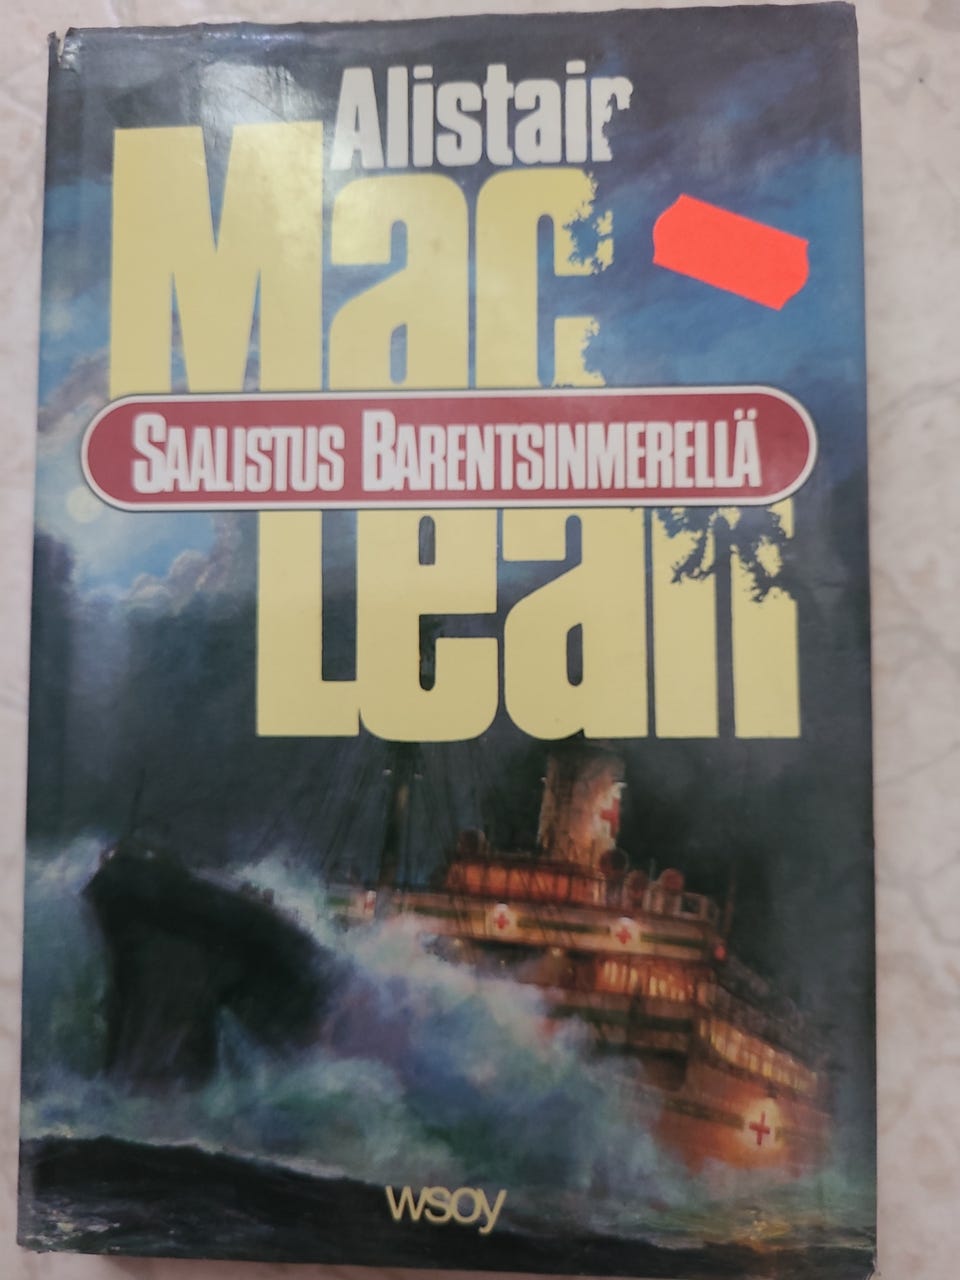 Alistair
Mac
SAALISTUS BARENTSINMERELLÄ
Lean
wsoy